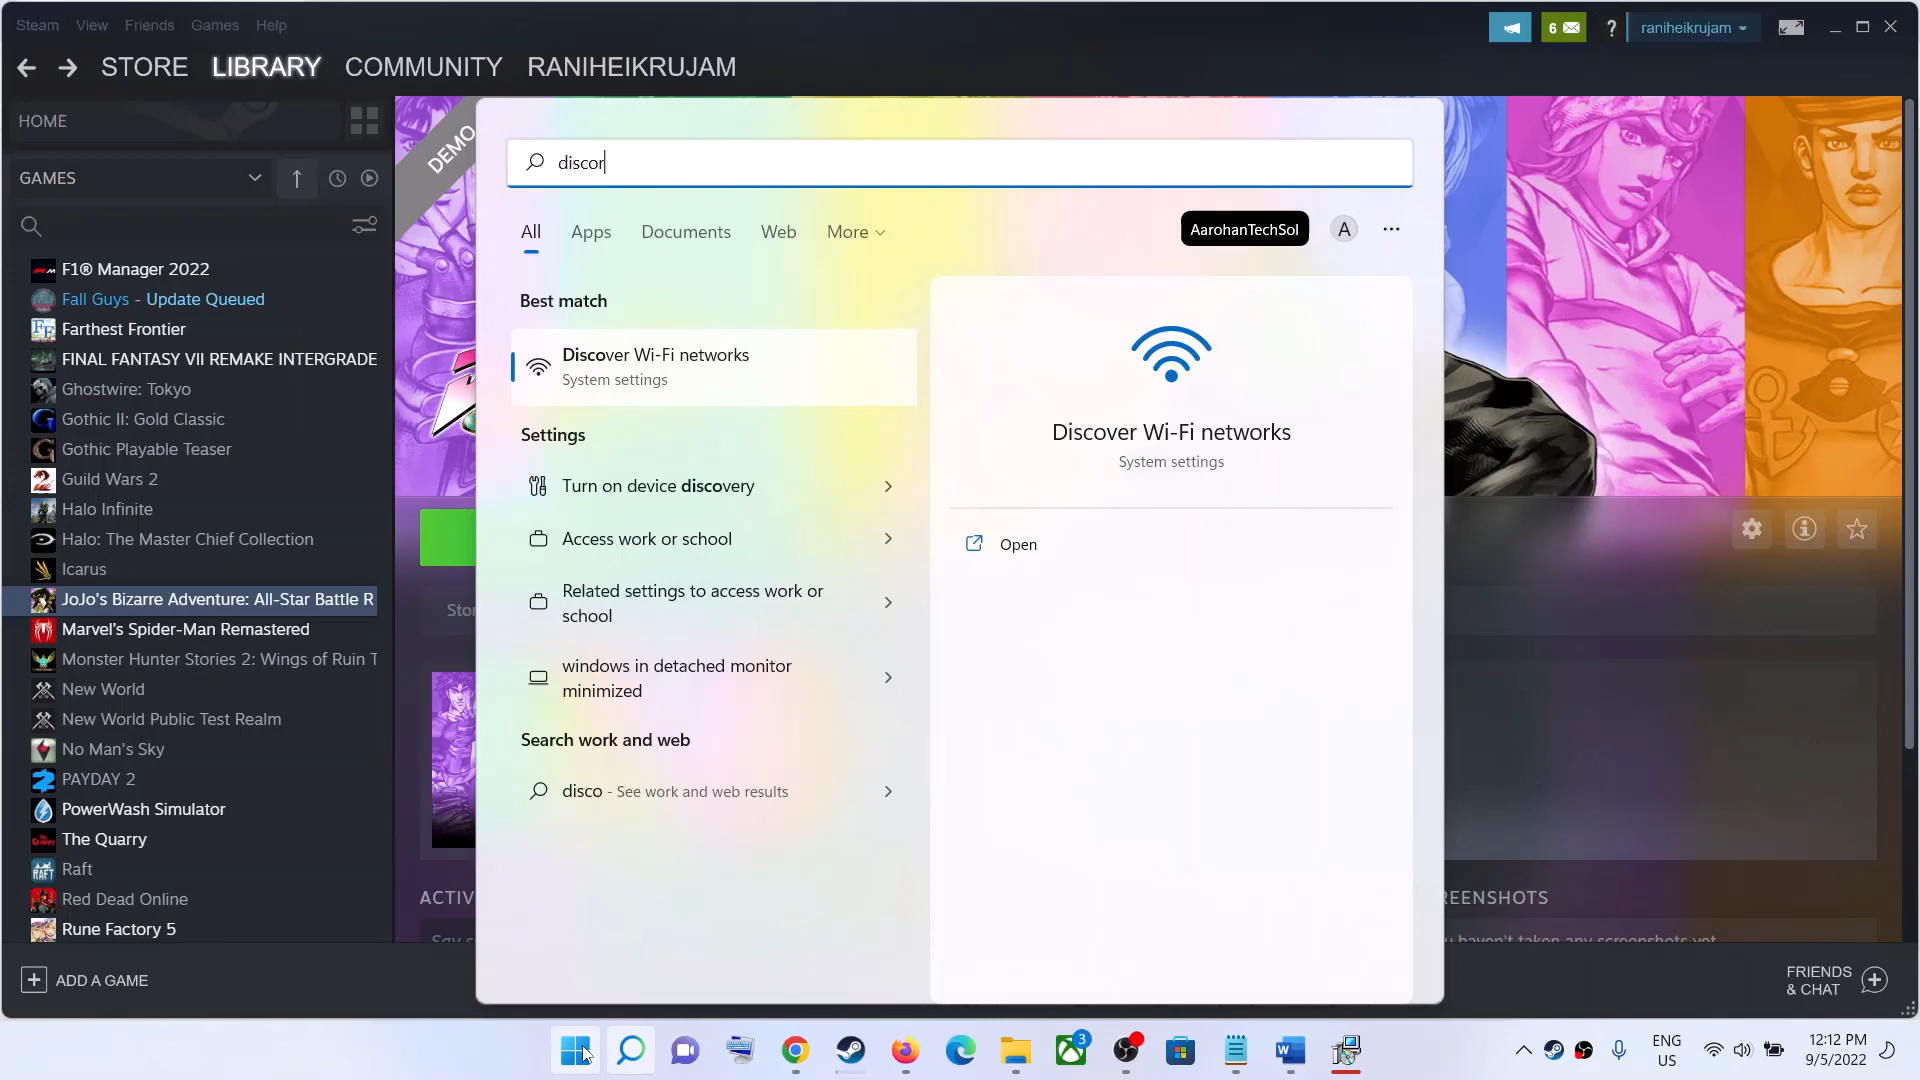 Steam View Friends Games Help
6 ? raniheikrujam
STORE LIBRARY COMMUNITY RANIHEIKRUJAM
HOME
GAMES
F1® Manager 2022
Fall Guys - Update Queued
Farthest Frontier
FINAL FANTASY VII REMAKE INTERGRADE
Ghostwire: Tokyo
Gothic II: Gold Classic
Gothic Playable Teaser
Guild Wars 2
Halo Infinite
Halo: The Master Chief Collection
Icarus
JoJo's Bizarre Adventure: All-Star Battle R
Marvel's Spider-Man Remastered
Monster Hunter Stories 2: Wings of Ruin T
New World
New World Public Test Realm
No Man's Sky
PAYDAY 2
PowerWash Simulator
The Quarry
Raft
Red Dead Online
Rune Factory 5
ADD A GAME
DEMO
discor
All Apps Documents Web More
AarohanTechSol A
Best match
Discover Wi-Fi networks
System settings
Settings
Turn on device discovery
Access work or school
Related settings to access work or
school
windows in detached monitor
minimized
Search work and web
disco - See work and web results
Discover Wi-Fi networks
System settings
Open
Stor
ACTIV
Say s
REENSHOTS
u haven't taken any screenshots yet
FRIENDS
& CHAT
3
ENG
US
12:12 PM
9/5/2022